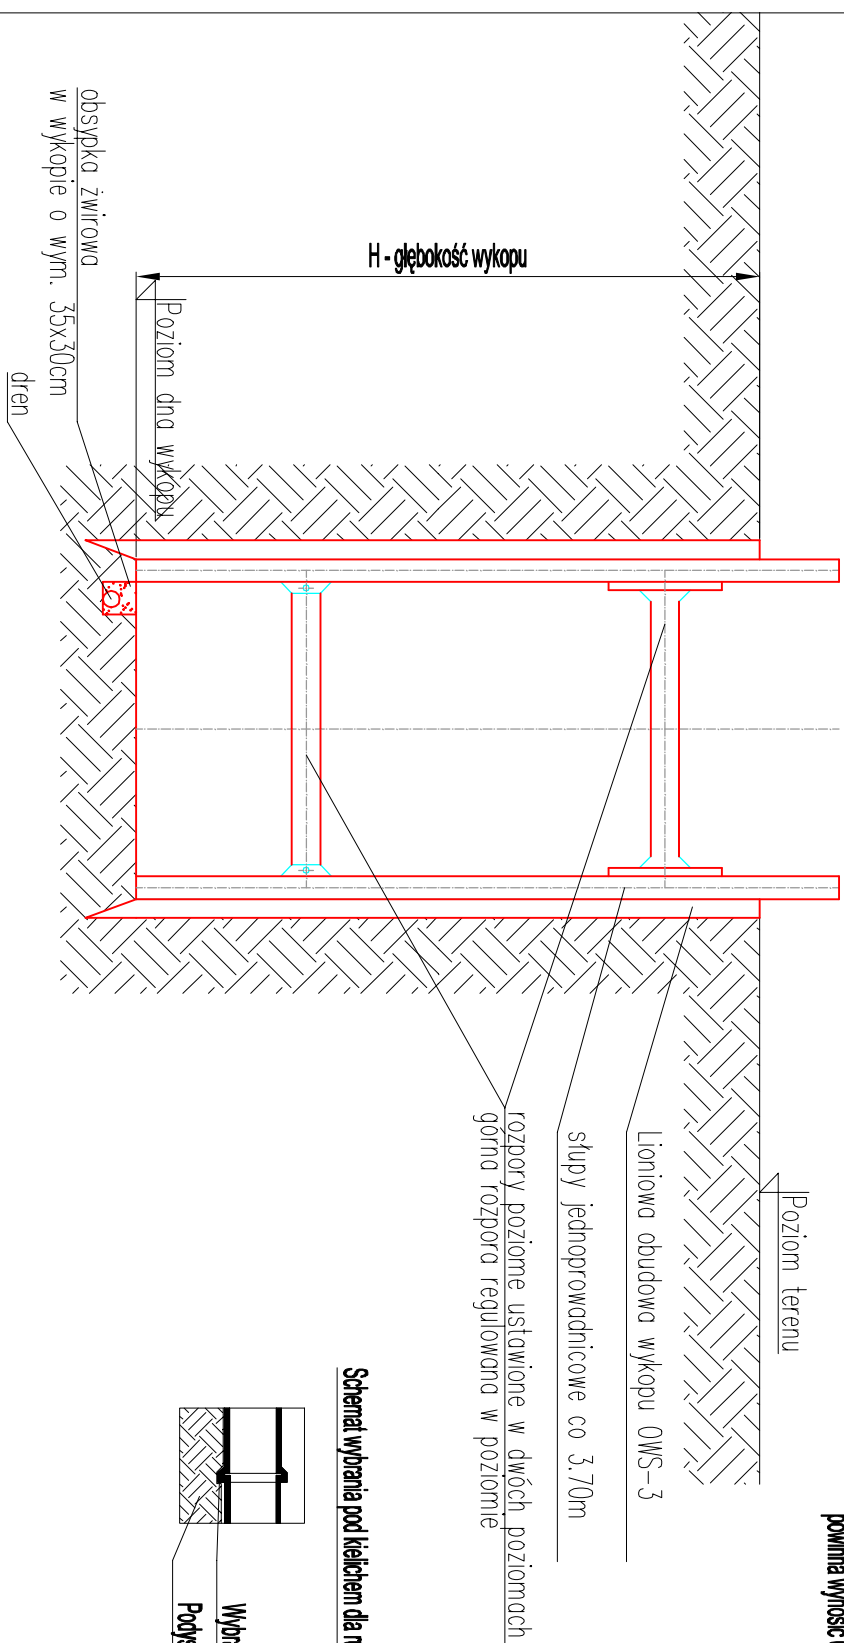 powinna wynosić
Poziom terenu
Lioniowa obudowa wykopu OWS-3
słupy jednoprowadnicowe co 3.70m
rozpory poziome ustawione w dwóch poziomach
górna rozpora regulowana w poziomie
H - głębokość wykopu
Poziom dna wykopu
obsypka żwirowa
w wykopie o wym. 35x30cm
dren
Schemat wybrania pod kielichem dla